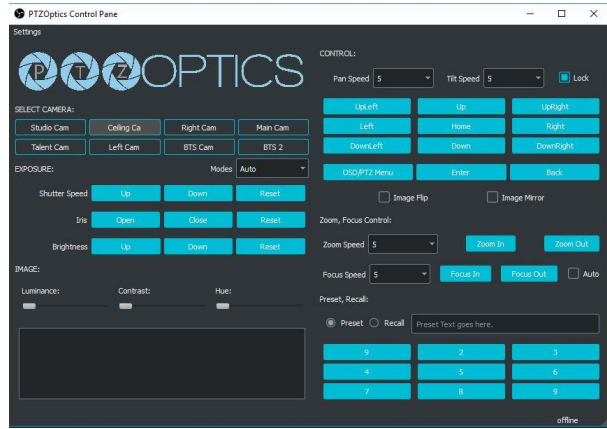 PTZOptics Control Pane
Settings
PTZOPTICS
SELECT CAMERA:
Studio Cam Ceiling Ca Right Cam Main Cam
Talent Cam Left Cam BTS Cam BTS 2
EXPOSURE: Modes Auto
Shutter Speed Up Down Reset
Iris Open Close Reset
Brightness Up Down Reset
IMAGE:
Luminance: Contrast: Hue:
CONTROL:
Pan Speed 5 Tilt Speed 5 Lock
UpLeft Up UpRight
Left Home Right
DownLeft Down DownRight
OSD/PTZ Menu Enter Back
Image Flip Image Mirror
Zoom, Focus Control:
Zoom Speed 5 Zoom In Zoom Out
Focus Speed 5 Focus In Focus Out Auto
Preset, Recall:
Preset Recall Preset Text goes here.
9 2 3
4 5 6
7 8 9
offline